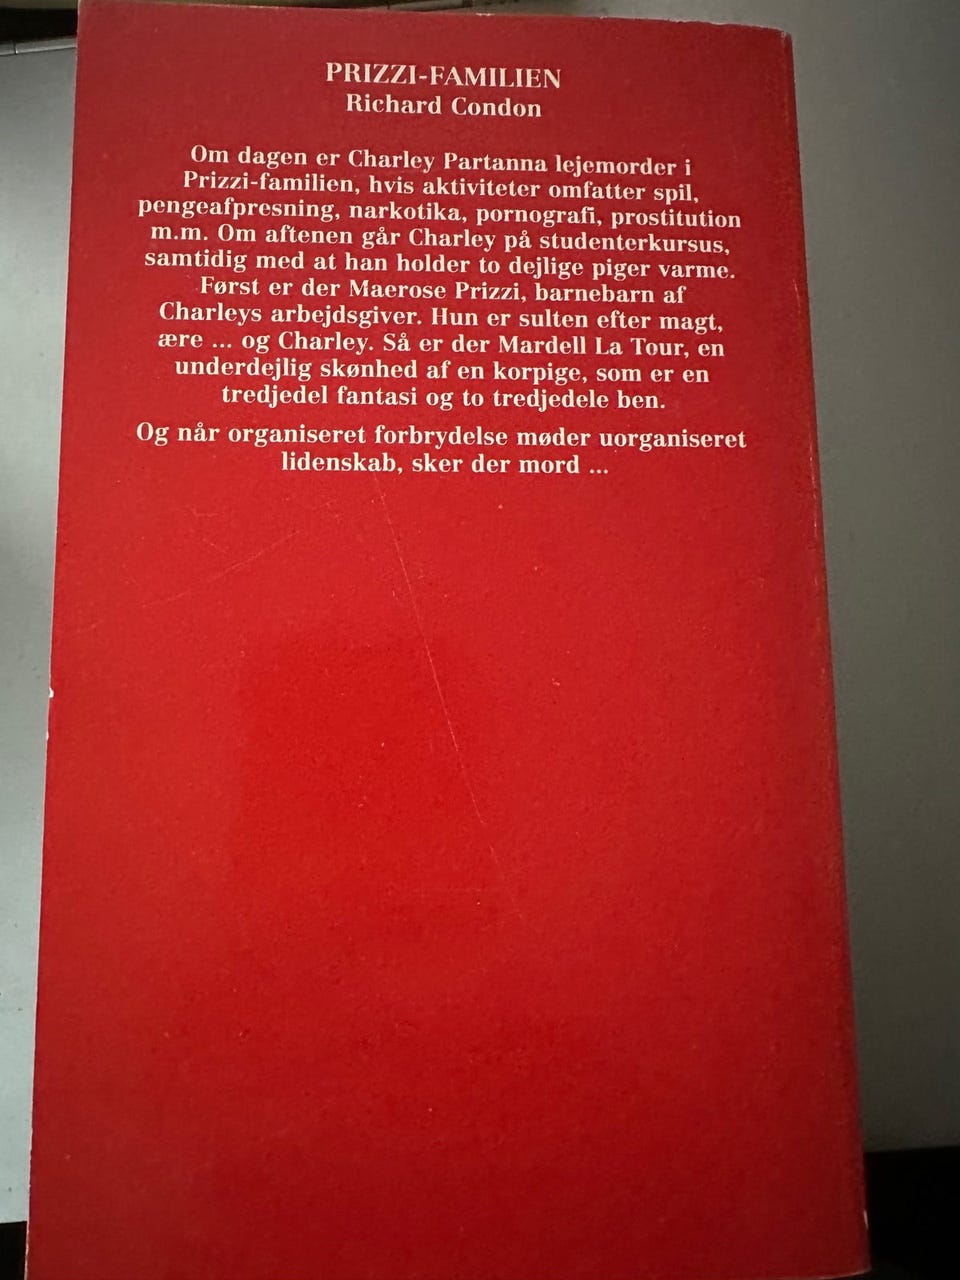 PRIZZI-FAMILIEN
Richard Condon
Om dagen er Charley Partanna lejemorder i
Prizzi-familien, hvis aktiviteter omfatter spil,
pengeafpresning, narkotika, pornografi, prostitution
m.m. Om aftenen går Charley på studenterkursus,
samtidig med at han holder to dejlige piger varme.
Først er der Maerose Prizzi, barnebarn af
Charleys arbejdsgiver. Hun er sulten efter magt,
ære ... og Charley. Så er der Mardell La Tour, en
underdejlig skønhed af en korpige, som er en
tredjedel fantasi og to tredjedele ben.
Og når organiseret forbrydelse møder uorganiseret
lidenskab, sker der mord ...